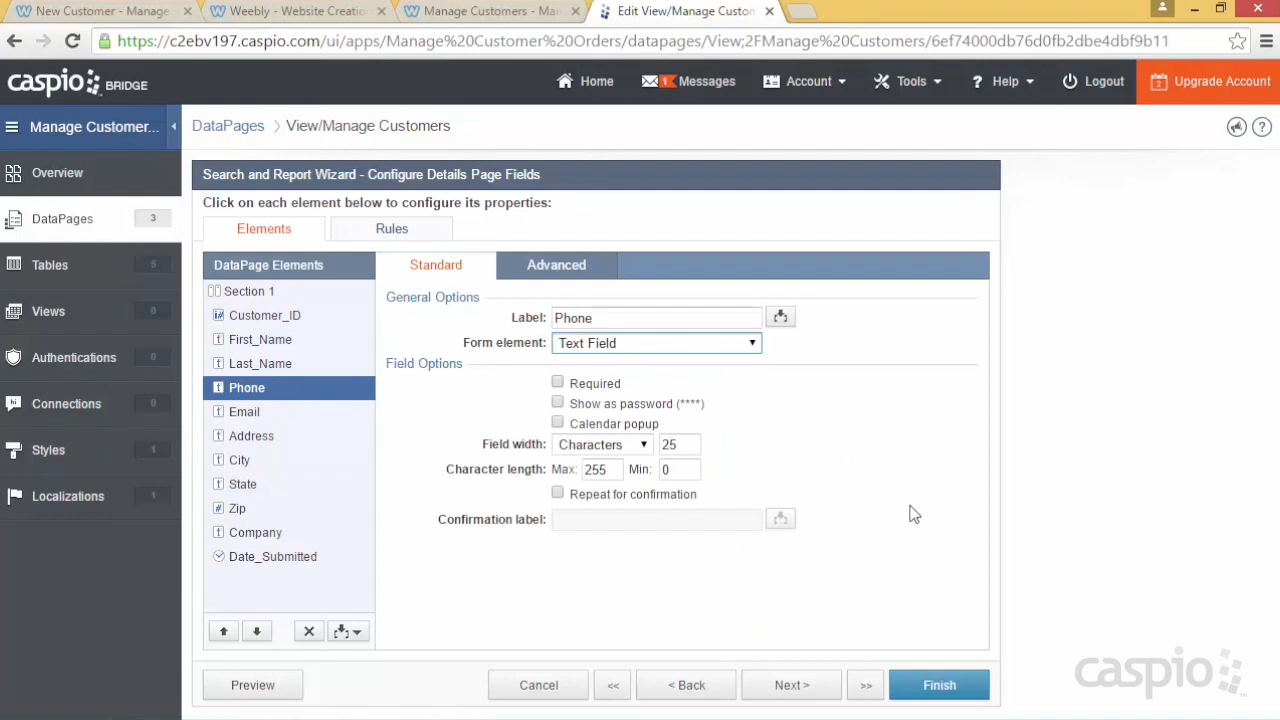 New Customer - Manage
Weebly - Website Creatio
Manage Customers - Man
Edit View/Manage Custom
https://c2ebv197.caspio.com/ui/apps/Manage%20Customer%20Orders/datapages/View;2FManage%20Customers/6ef74000db76d0fb2dbe4dbf9b11
caspio BRIDGE
Home
1 Messages
Account
Tools
? Help
Logout
Upgrade Account
Manage Customer...
DataPages
View/Manage Customers
?
Overview
DataPages 3
Tables 5
Views 6
Authentications 0
Connections 0
Styles 1
Localizations 1
Search and Report Wizard - Configure Details Page Fields
Click on each element below to configure its properties:
Elements
Rules
DataPage Elements
Standard
Advanced
Section 1
Customer_ID
First_Name
Last_Name
Phone
Email
Address
City
State
Zip
Company
Date_Submitted
General Options
Label: Phone
Form element: Text Field
Field Options
Required
Show as password (****)
Calendar popup
Field width: Characters 25
Character length: Max: 255 Min: 0
Repeat for confirmation
Confirmation label:
Preview
Cancel
<<
< Back
Next >
>>
Finish
caspio